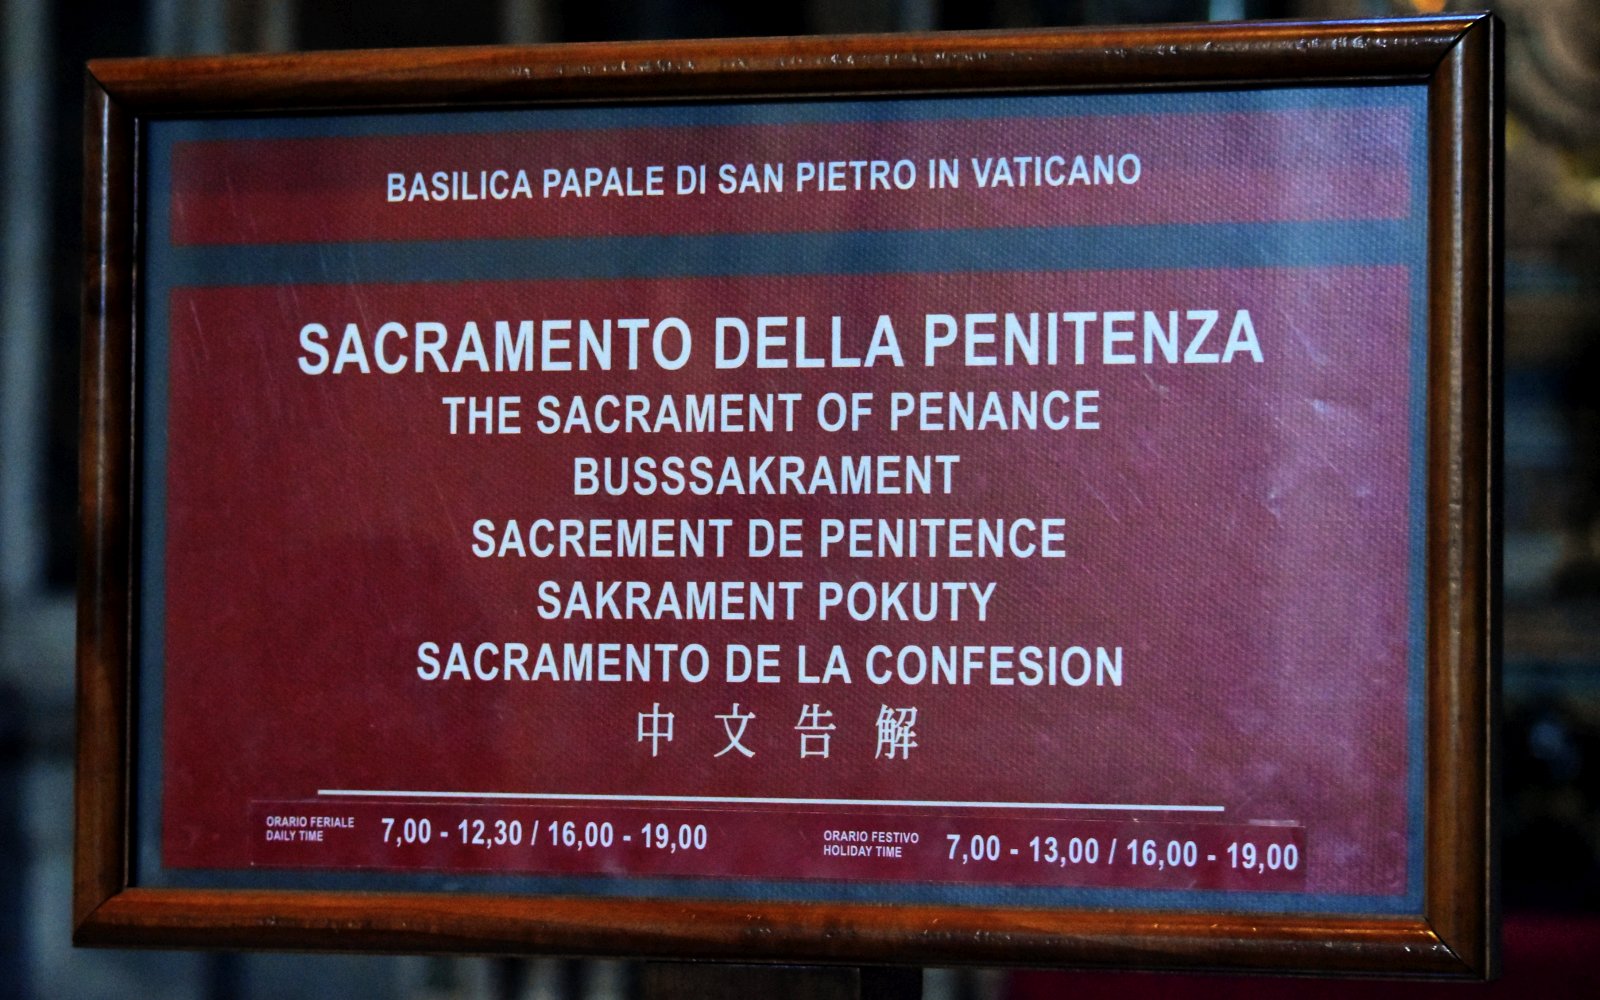 BASILICA PAPALE DI SAN PIETRO IN VATICANO
SACRAMENTO DELLA PENITENZA
THE SACRAMENT OF PENANCE
BUSSSAKRAMENT
SACREMENT DE PENITENCE
SAKRAMENT POKUTY
SACRAMENTO DE LA CONFESION
中文告解
ORARIO FERIALE
DAILY TIME
7,00 - 12,30 / 16,00 - 19,00
ORARIO FESTIVO
HOLIDAY TIME
7,00 - 13,00 / 16,00 - 19,00